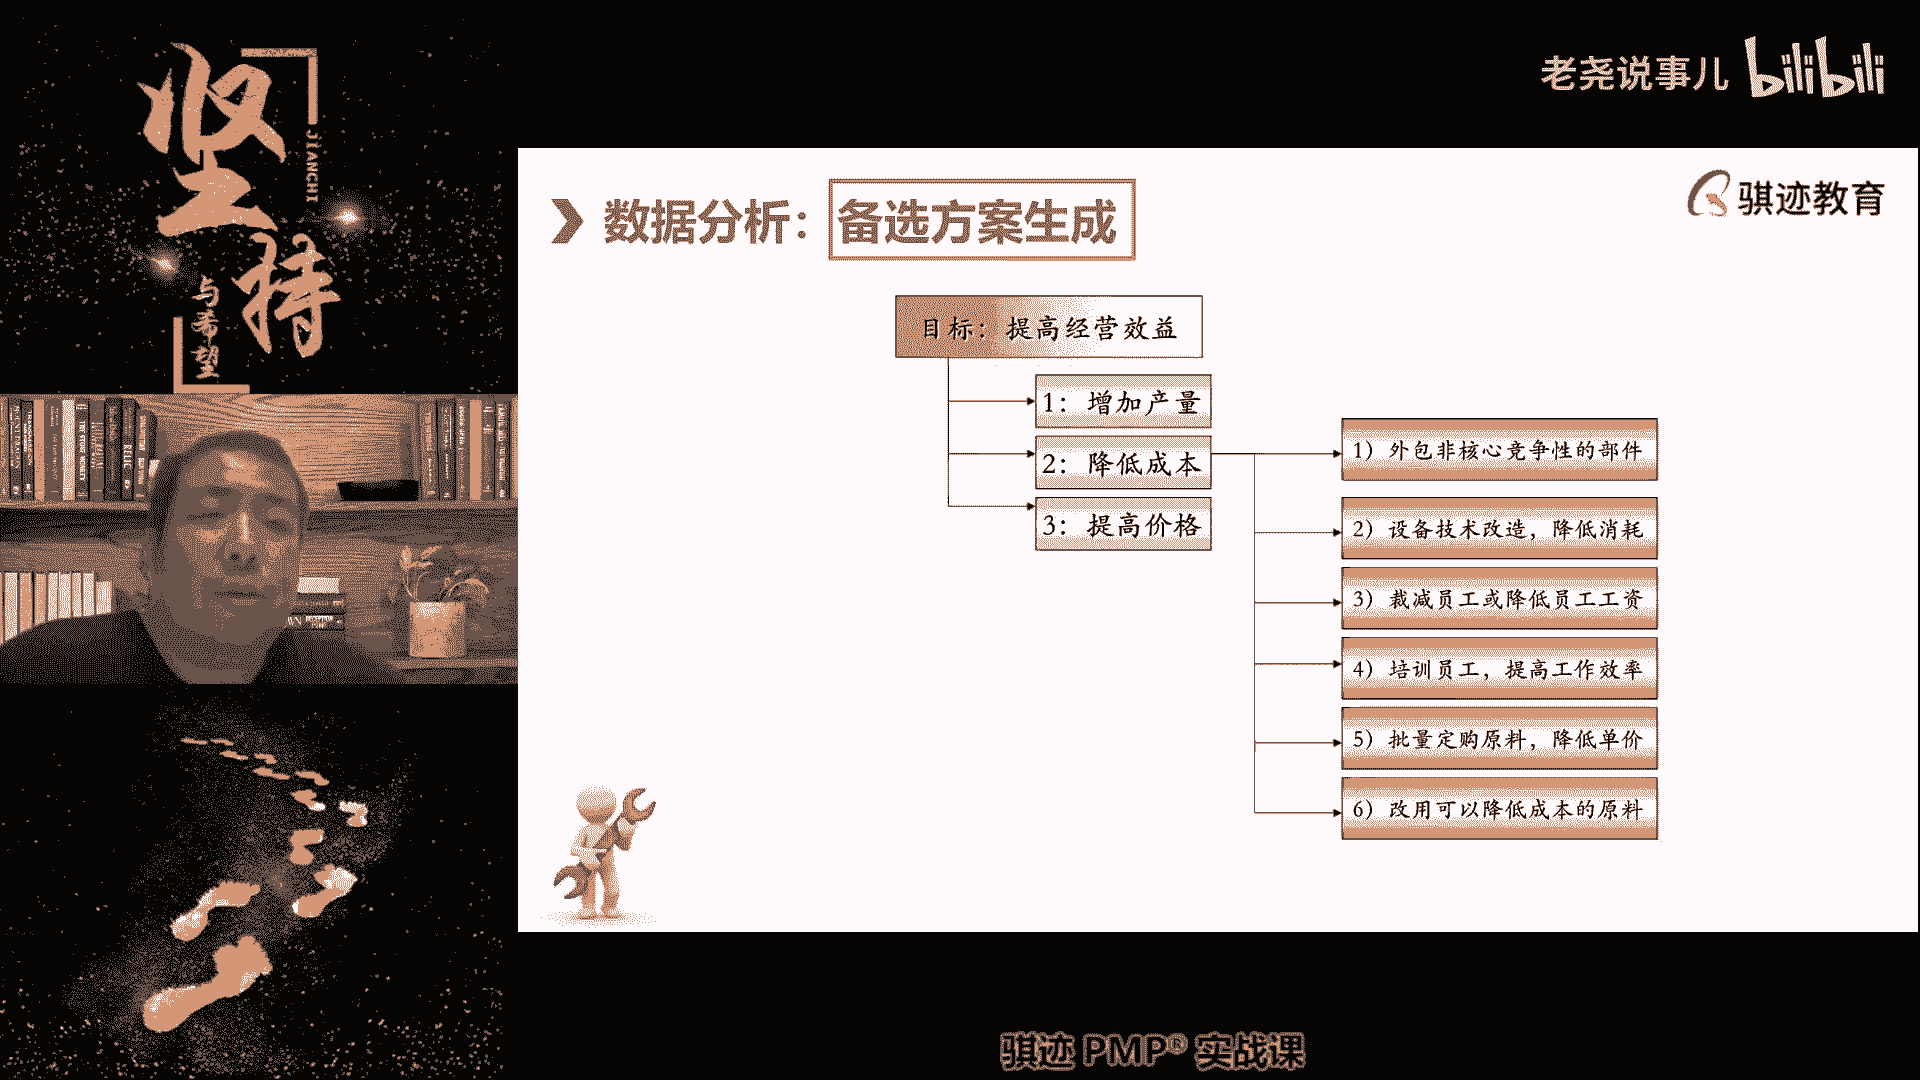 坚持
JIANCHI
与希望
老尧说事儿 bilibili
骐迹教育
数据分析：备选方案生成
目标：提高经营效益
1：增加产量
2：降低成本
3：提高价格
1）外包非核心竞争性的部件
2）设备技术改造，降低消耗
3）裁减员工或降低员工工资
4）培训员工，提高工作效率
5）批量定购原料，降低单价
6）改用可以降低成本的原料
骐迹 PMP® 实战课